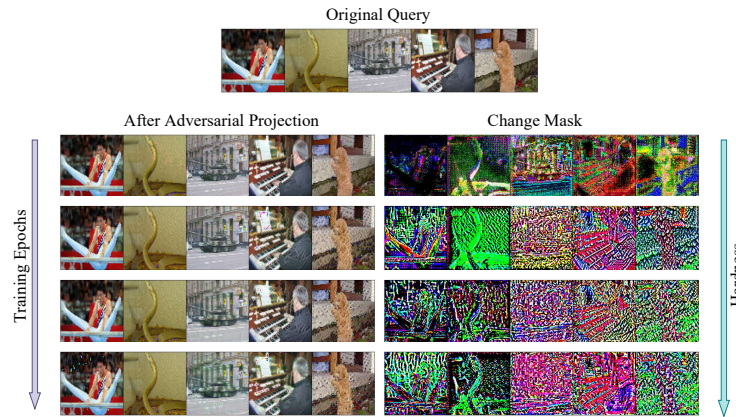 Original Query
After Adversarial Projection
Change Mask
Training Epochs